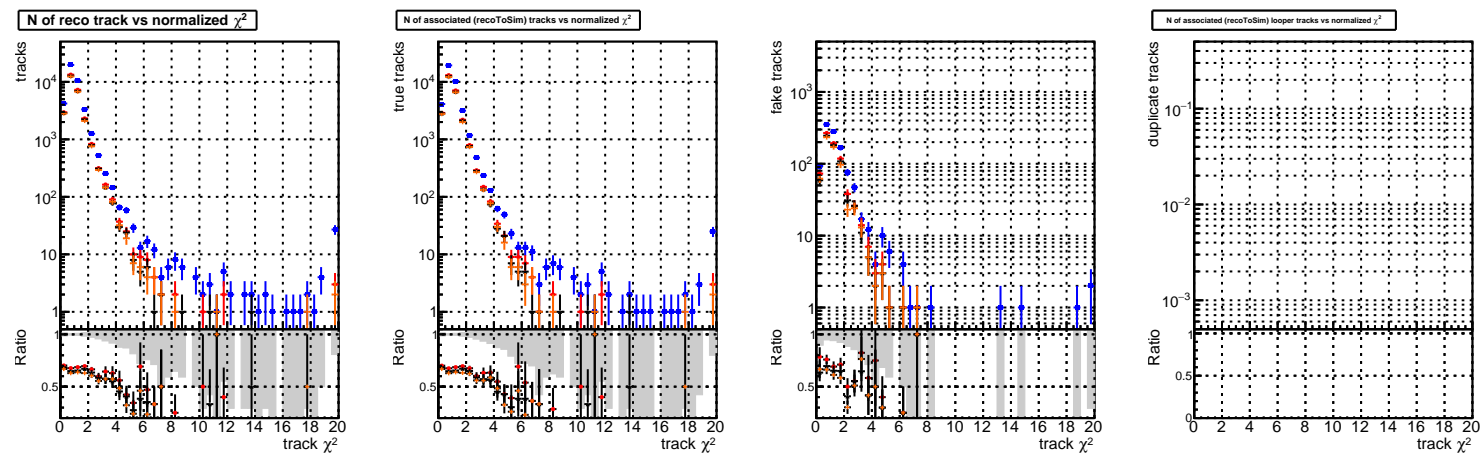 N of reco track vs normalized χ²
tracks
10⁴
10³
10²
10
1
Ratio
1
0.5
0 2 4 6 8 10 12 14 16 18 20
track χ²
N of associated (recoToSim) tracks vs normalized χ²
true tracks
10⁴
10³
10²
10
1
Ratio
1
0.5
0 2 4 6 8 10 12 14 16 18 20
track χ²
fake tracks
10³
10²
10
1
Ratio
1
0.5
0 2 4 6 8 10 12 14 16 18 20
track χ²
N of associated (recoToSim) looper tracks vs normalized χ²
duplicate tracks
10⁻¹
10⁻²
10⁻³
Ratio
1
0.5
0
0 2 4 6 8 10 12 14 16 18 20
track χ²